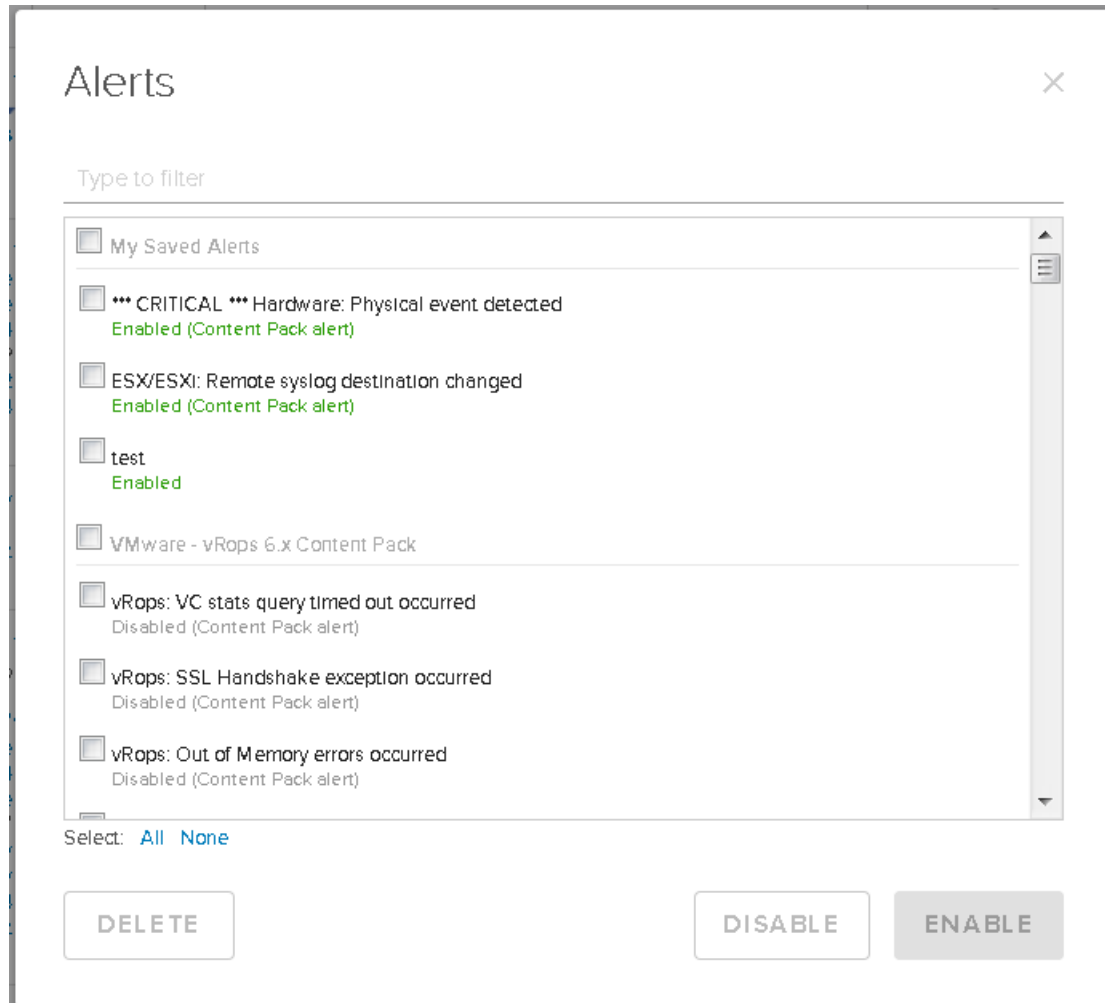 Alerts
Type to filter
My Saved Alerts
*** CRITICAL *** Hardware: Physical event detected
Enabled (Content Pack alert)
ESX/ESXi: Remote syslog destination changed
Enabled (Content Pack alert)
test
Enabled
VMware - vRops 6.x Content Pack
vRops: VC stats query timed out occurred
Disabled (Content Pack alert)
vRops: SSL Handshake exception occurred
Disabled (Content Pack alert)
vRops: Out of Memory errors occurred
Disabled (Content Pack alert)
Select: All None
DELETE DISABLE ENABLE